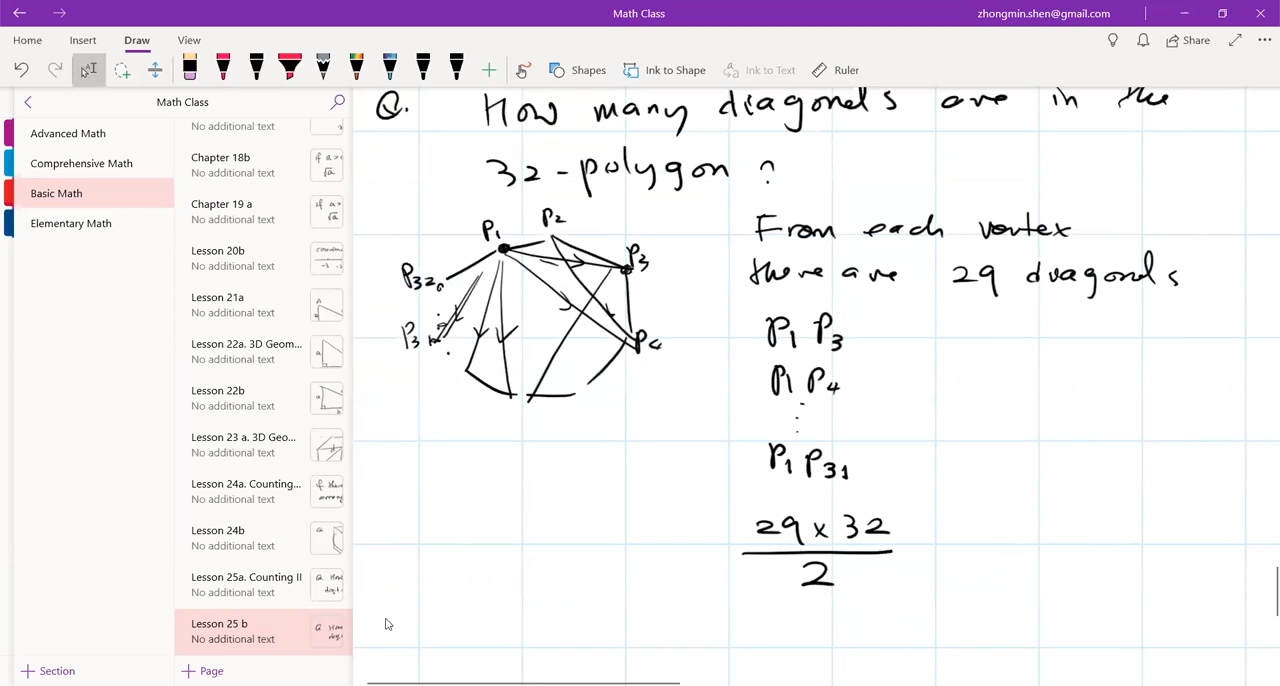 Math Class
zhongmin.shen@gmail.com
Home
Insert
Draw
View
Share
Shapes
Ink to Shape
Ink to Text
Ruler
Math Class
Advanced Math
Comprehensive Math
Basic Math
Elementary Math
No additional text
Chapter 18b
No additional text
Chapter 19 a
No additional text
Lesson 20b
No additional text
Lesson 21a
No additional text
Lesson 22a. 3D Geom...
No additional text
Lesson 22b
No additional text
Lesson 23 a. 3D Geo...
No additional text
Lesson 24a. Counting...
No additional text
Lesson 24b
No additional text
Lesson 25a. Counting II
No additional text
Lesson 25 b
No additional text
Section
Page
Q. How many diagonals are in the
32-polygon ?
P1
P2
P3
P32
P4
From each vortex
there are 29 diagonals
P1 P3
P1 P4
⋮
P1 P31
29 x 32
2